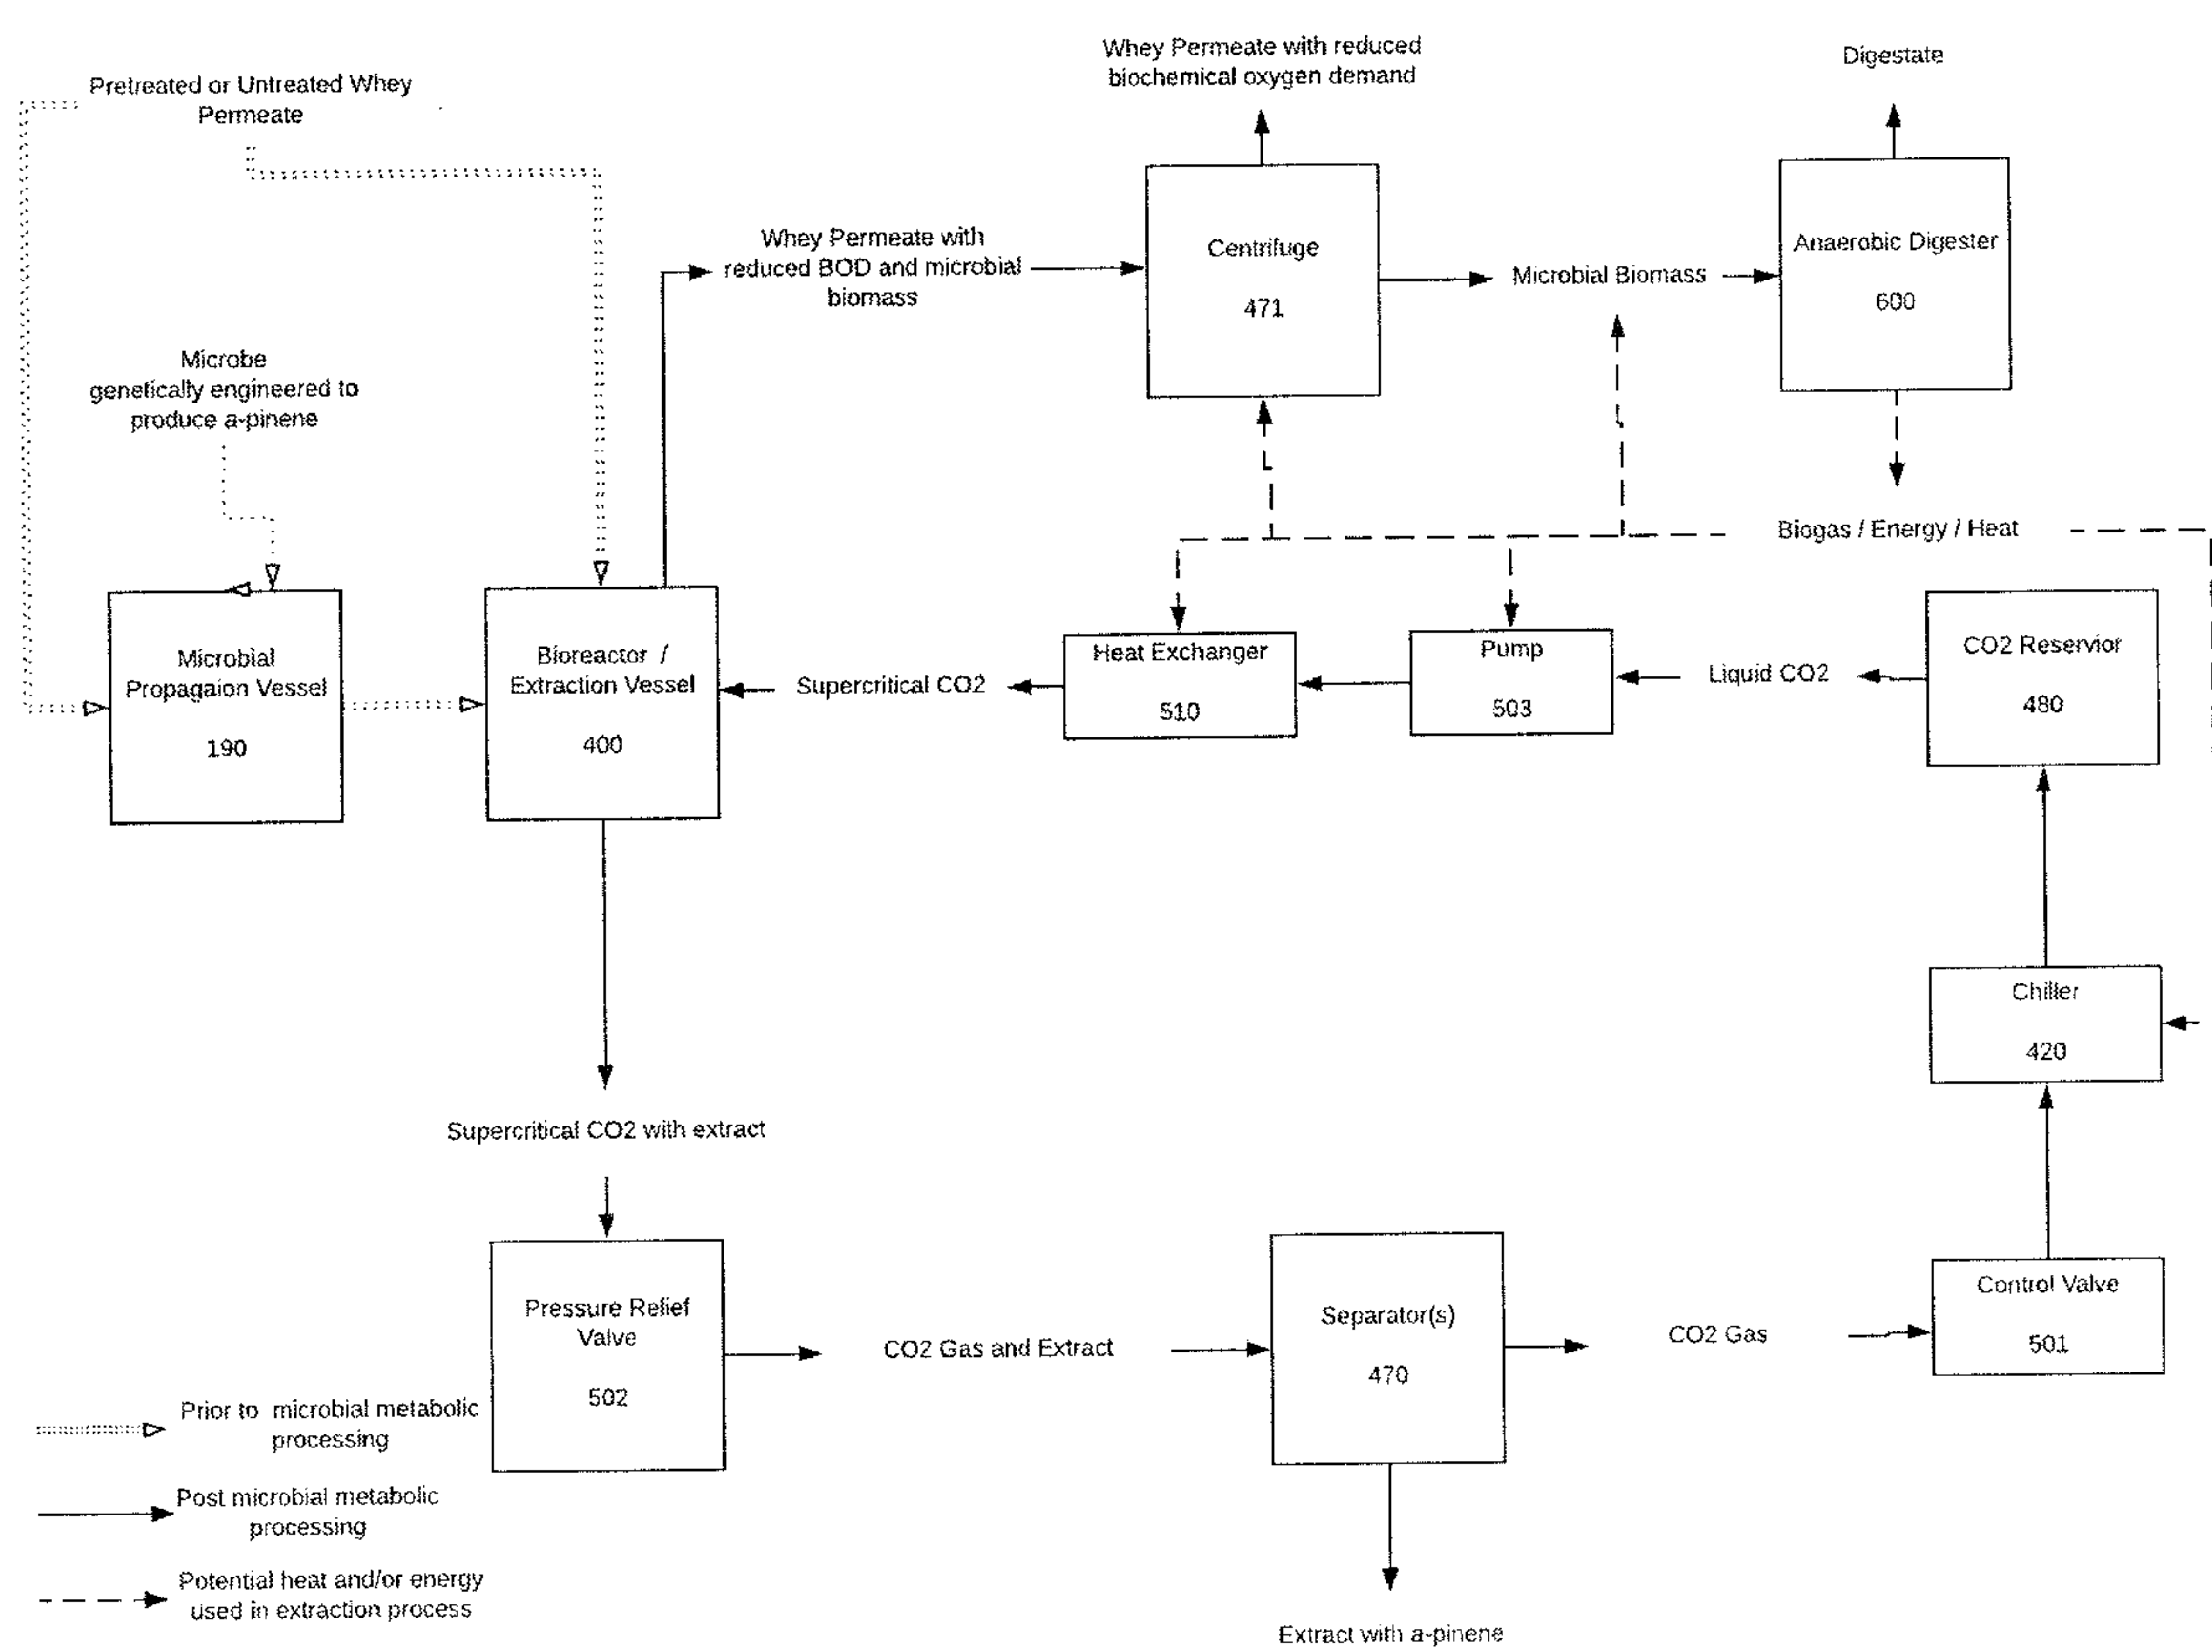 Whey Permeate with reduced
biochemical oxygen demand
Digestate
Pretreated or Untreated Whey
Permeate
Whey Permeate with
reduced BOD and microbial
biomass
Centrifuge
471
Microbial Biomass
Anaerobic Digester
600
Microbe
genetically engineered to
produce a-pinene
Biogas / Energy / Heat
Microbial
Propagaion Vessel
190
Bioreactor /
Extraction Vessel
400
Supercritical CO2
Heat Exchanger
510
Pump
503
Liquid CO2
CO2 Reservior
480
Chiller
420
Supercritical CO2 with extract
Pressure Relief
Valve
502
CO2 Gas and Extract
Separator(s)
470
CO2 Gas
Control Valve
501
Prior to microbial metabolic
processing
Post microbial metabolic
processing
Potential heat and/or energy
used in extraction process
Extract with a-pinene